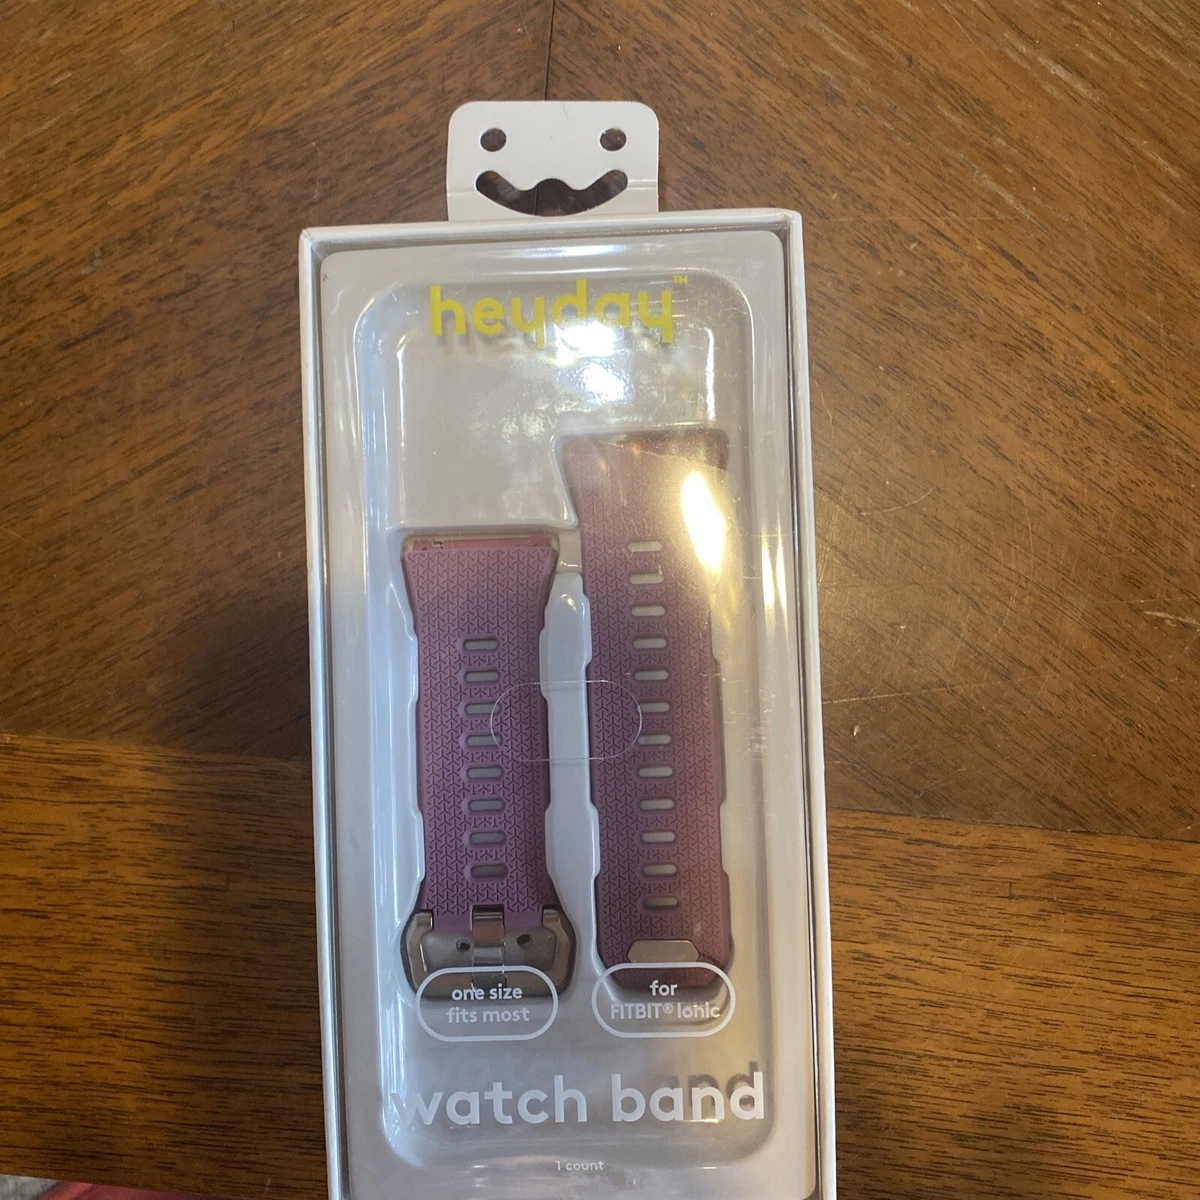 heyday™
one size
fits most
for
FITBIT® Ionic
watch band
1 count